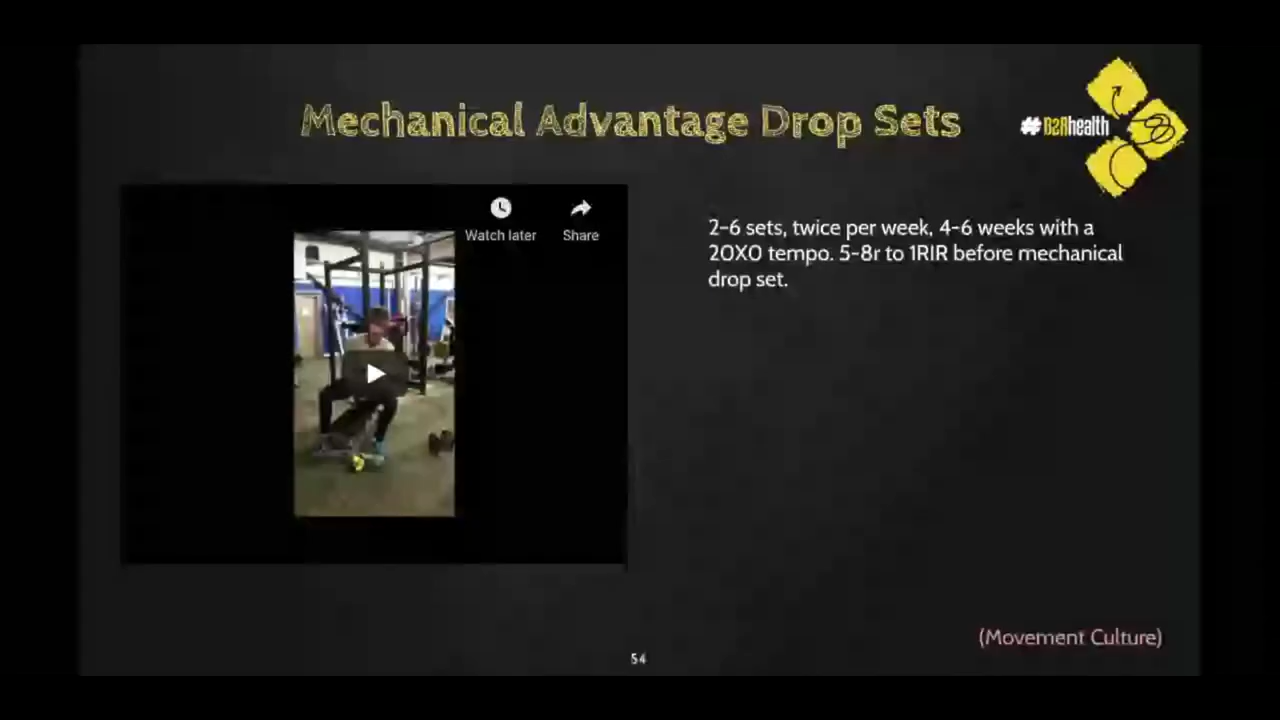 Mechanical Advantage Drop Sets
#B2Rhealth
Watch later
Share
2-6 sets, twice per week, 4-6 weeks with a
20X0 tempo. 5-8r to 1RIR before mechanical
drop set.
(Movement Culture)
54